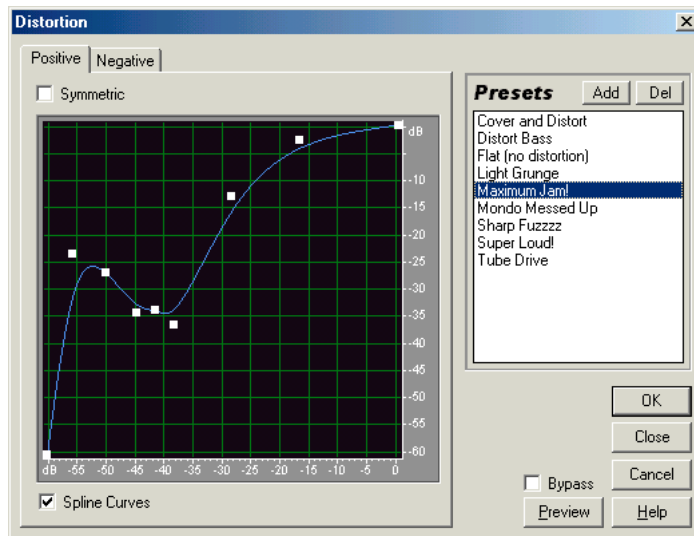 Distortion
Positive
Negative
Symmetric
dB
--10
--15
--20
--25
--30
--35
--40
--45
--50
--55
--60
dB -55 -50 -45 -40 -35 -30 -25 -20 -15 -10 -5 0
Spline Curves
Presets
Add
Del
Cover and Distort
Distort Bass
Flat (no distortion)
Light Grunge
Maximum Jam!
Mondo Messed Up
Sharp Fuzzzz
Super Loud!
Tube Drive
OK
Close
Cancel
Bypass
Preview
Help